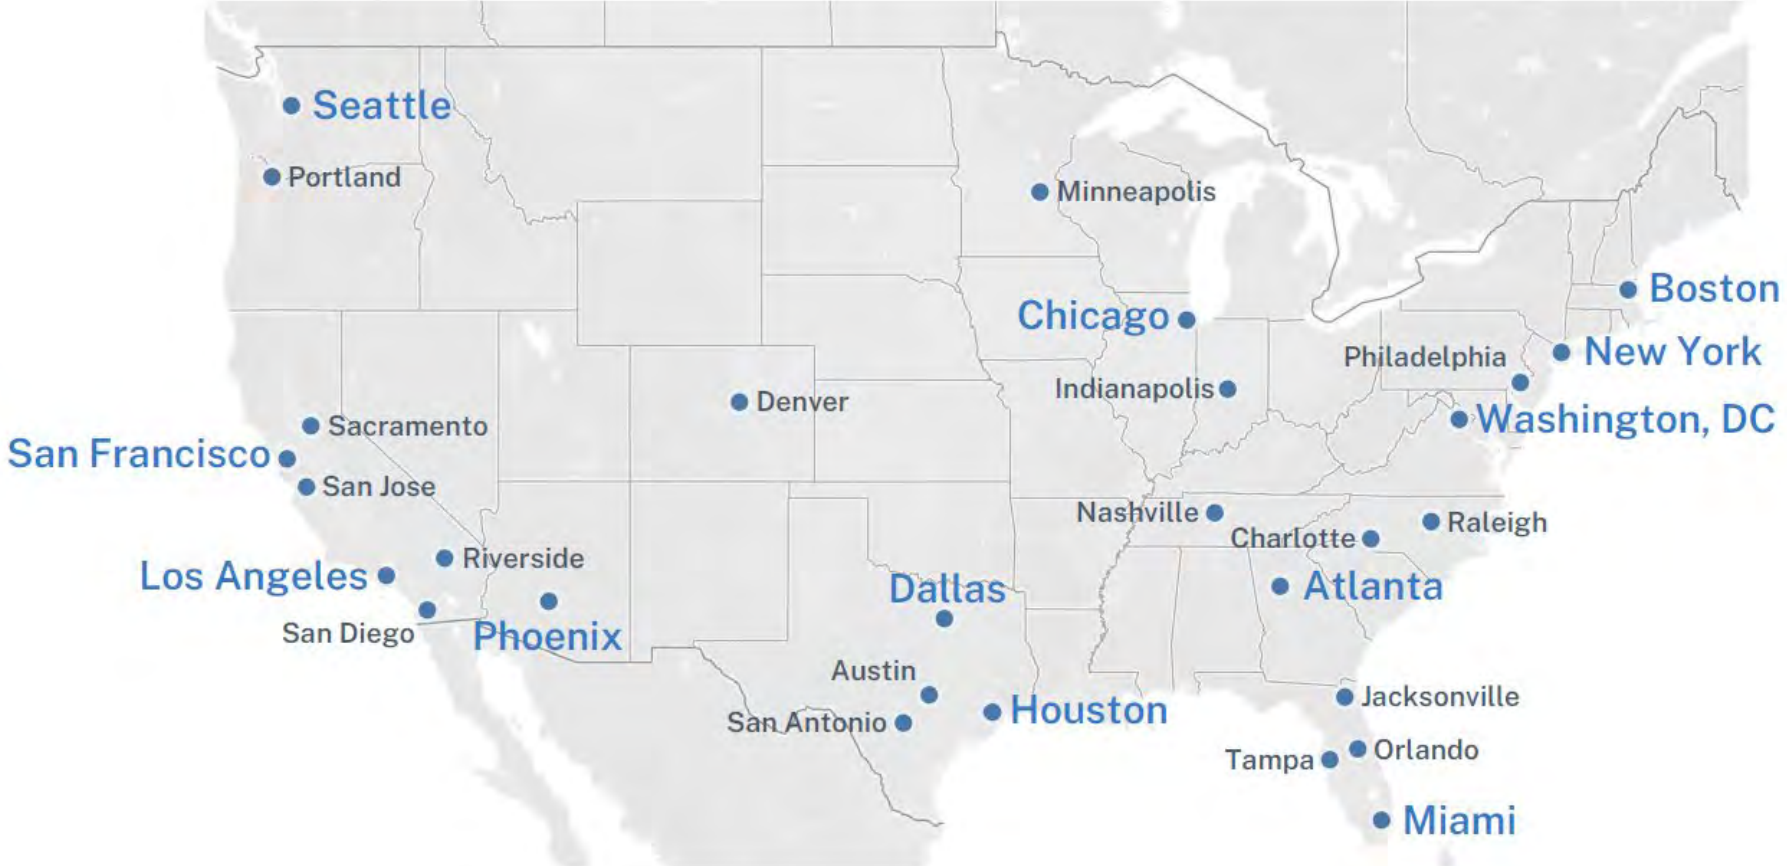 Seattle
Portland
Minneapolis
Boston
Chicago
New York
Philadelphia
Indianapolis
Denver
Washington, DC
Sacramento
San Francisco
San Jose
Nashville
Raleigh
Charlotte
Riverside
Los Angeles
Dallas
Atlanta
San Diego
Phoenix
Austin
Jacksonville
Houston
San Antonio
Orlando
Tampa
Miami